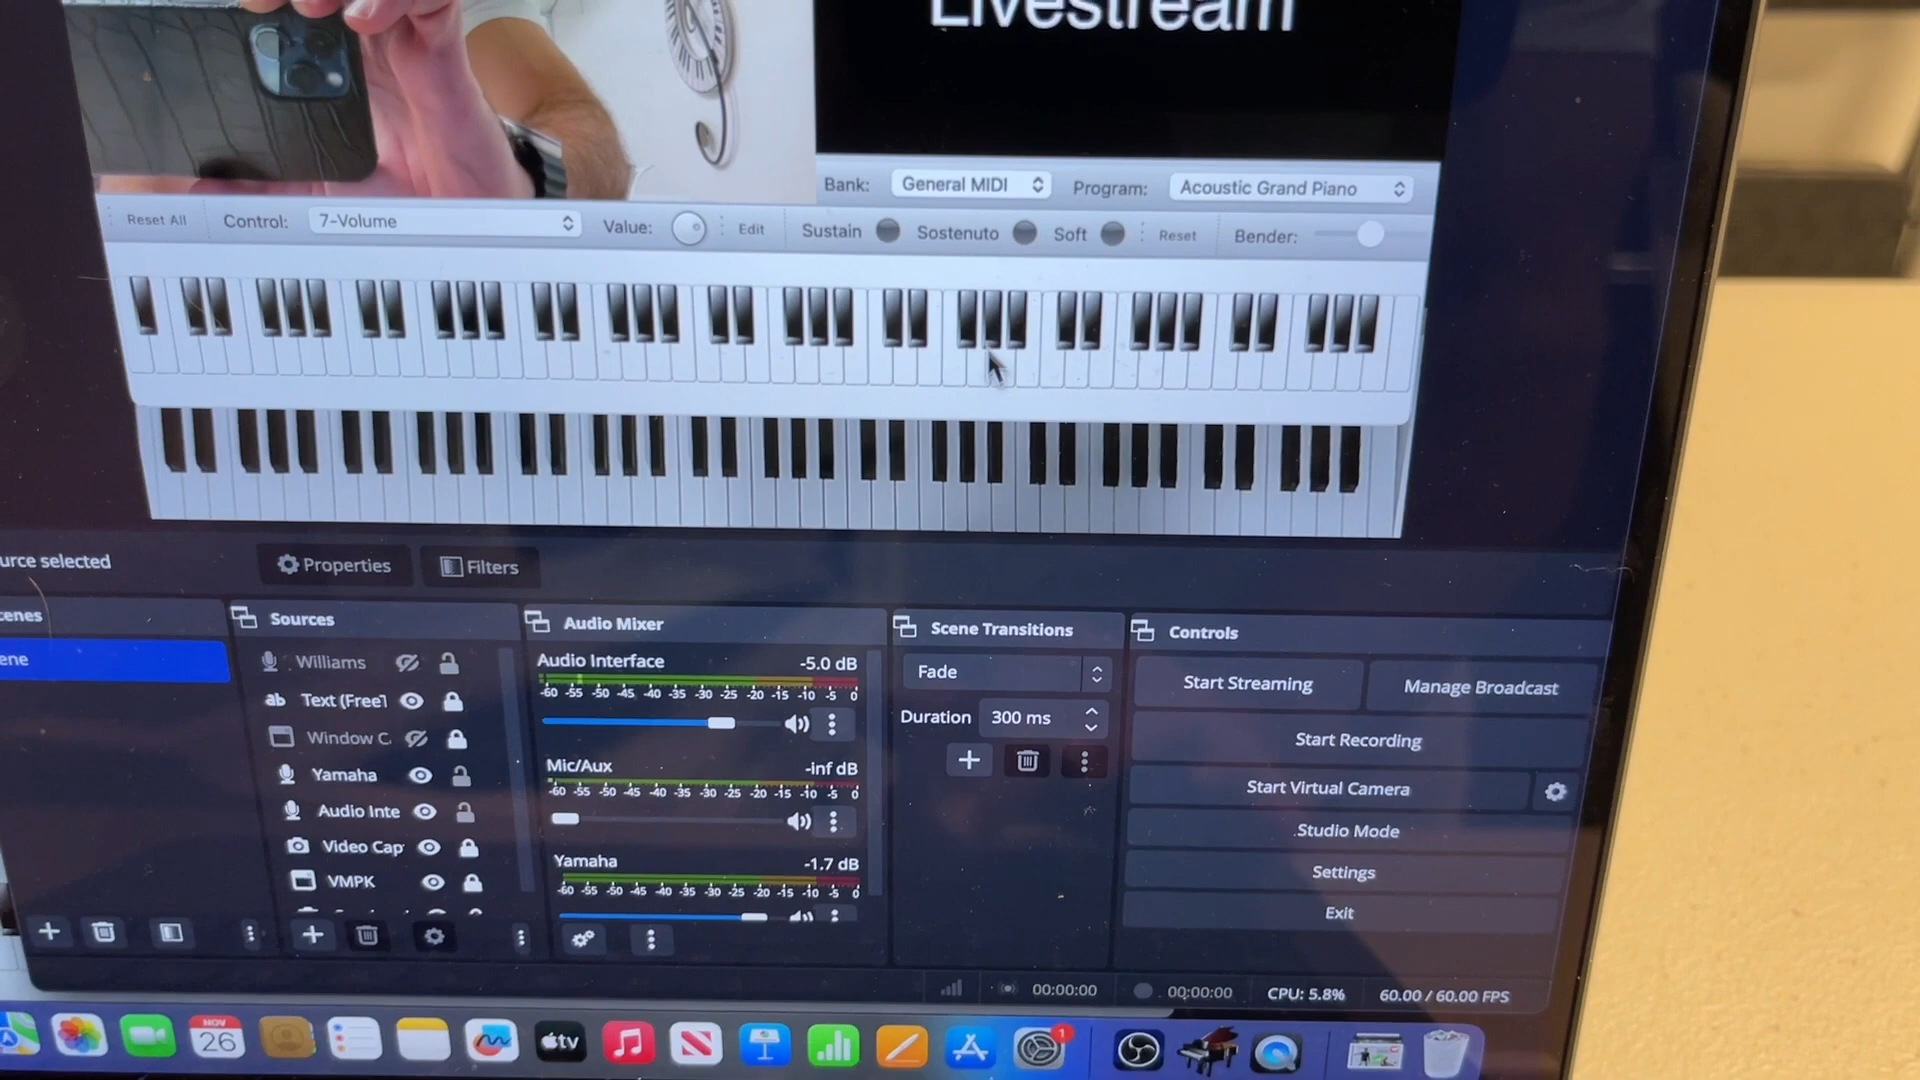 Livestream
Bank: General MIDI Program: Acoustic Grand Piano
Reset All Control: 7-Volume Value: Edit Sustain Sostenuto Soft Reset Bender:
urce selected Properties Filters
cenes
ene
Sources
Williams
Text (FreeT
Window C.
Yamaha
Audio Inte
Video Cap
VMPK
Audio Mixer
Audio Interface -5.0 dB
-60 -55 -50 -45 -40 -35 -30 -25 -20 -15 -10 -5 0
Mic/Aux -inf dB
-60 -55 -50 -45 -40 -35 -30 -25 -20 -15 -10 -5 0
Yamaha -1.7 dB
-60 -55 -50 -45 -40 -35 -30 -25 -20 -15 -10 -5 0
Scene Transitions
Fade
Duration 300 ms
Controls
Start Streaming Manage Broadcast
Start Recording
Start Virtual Camera
Studio Mode
Settings
Exit
00:00:00 00:00:00 CPU: 5.8% 60.00 / 60.00 FPS
NOV
26
tv
1